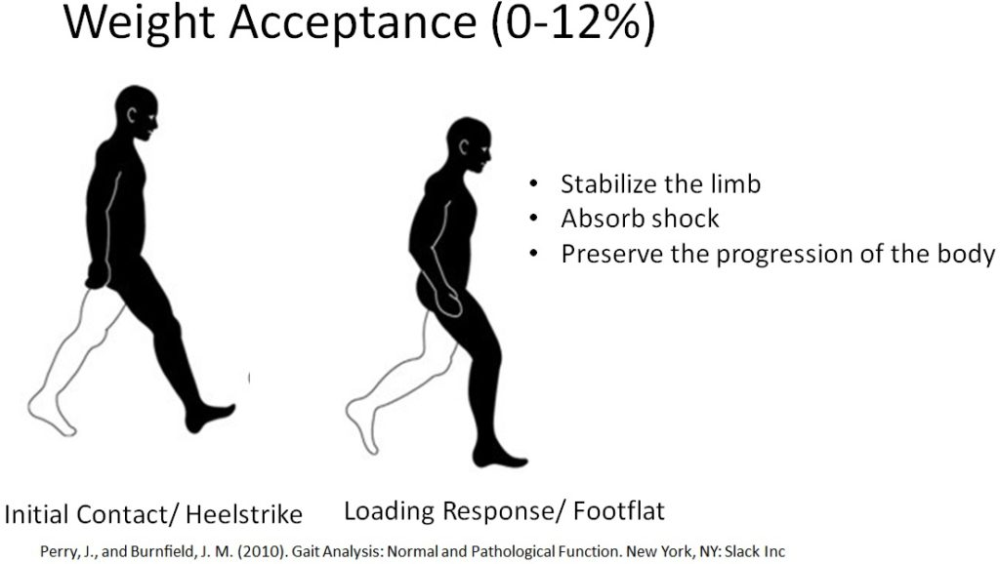 Weight Acceptance (0-12%)
• Stabilize the limb
• Absorb shock
• Preserve the progression of the body
Initial Contact/ Heelstrike
Loading Response/ Footflat
Perry, J., and Burnfield, J. M. (2010). Gait Analysis: Normal and Pathological Function. New York, NY: Slack Inc